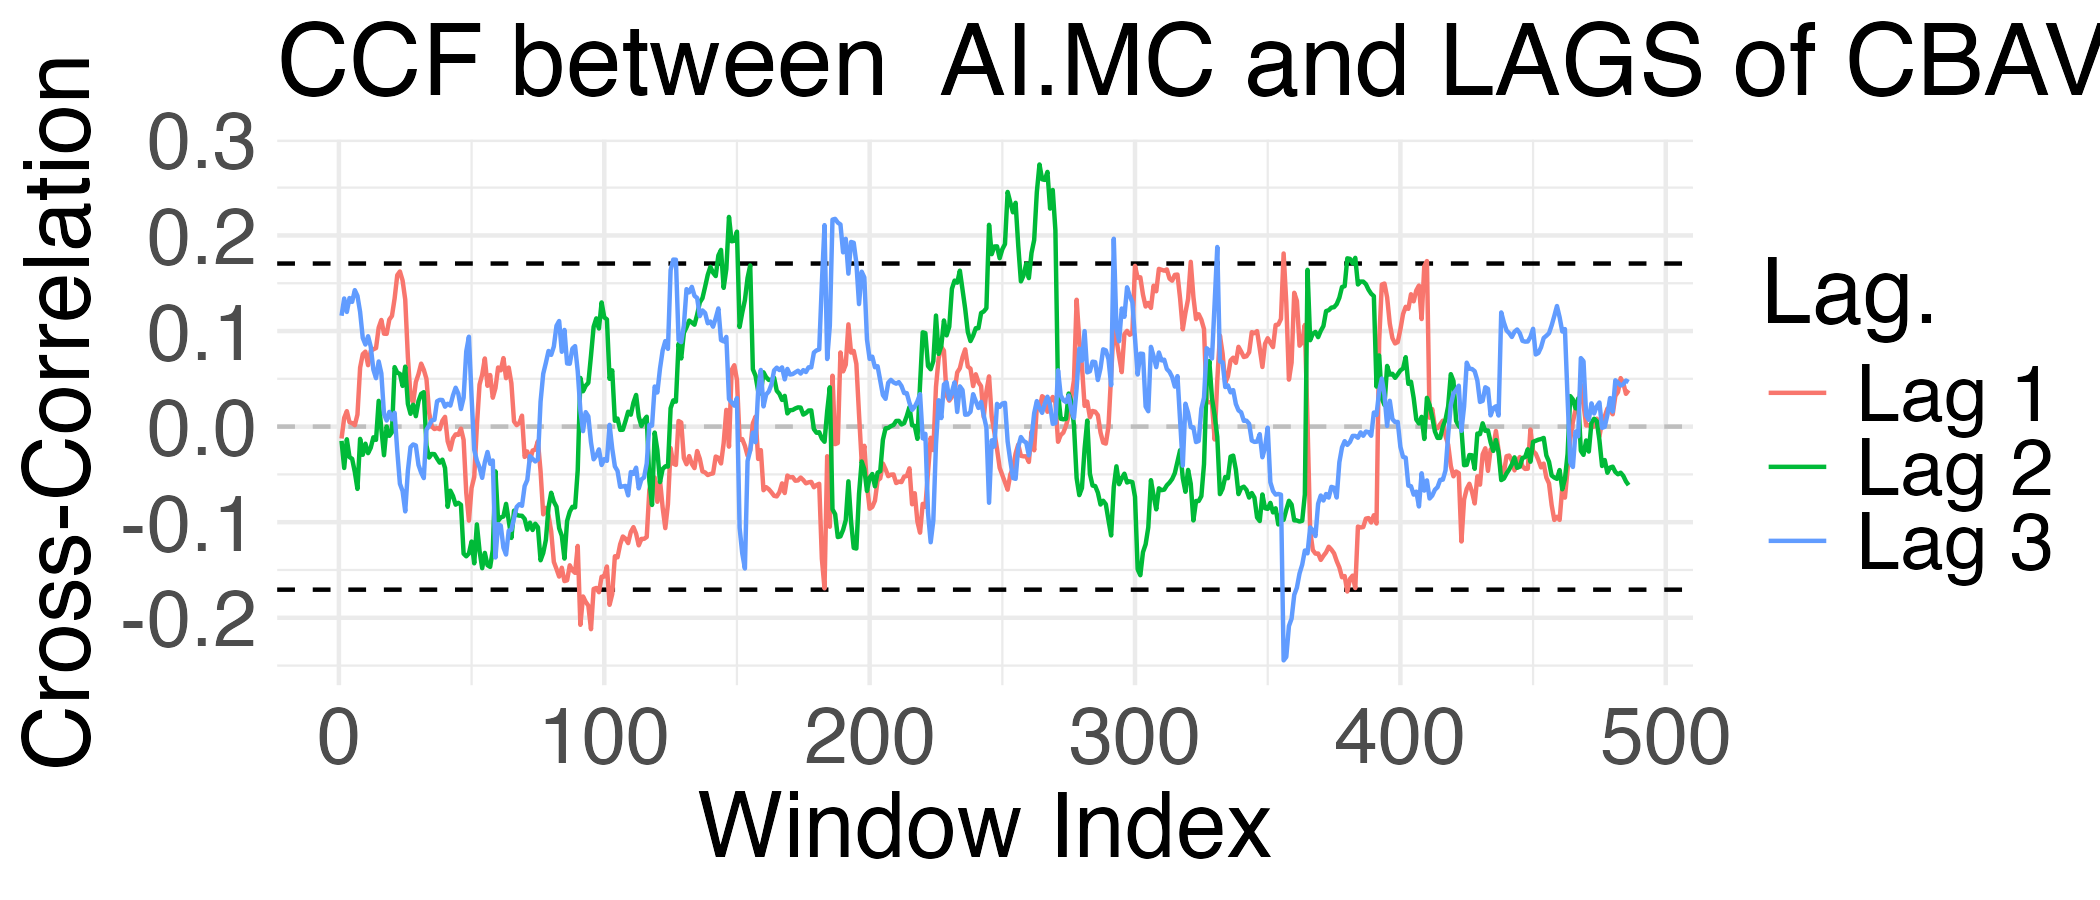 CCF between  AI.MC and LAGS of CBAV
Cross-Correlation
0.3
0.2
0.1
0.0
-0.1
-0.2
0 100 200 300 400 500
Window Index
Lag.
Lag 1
Lag 2
Lag 3